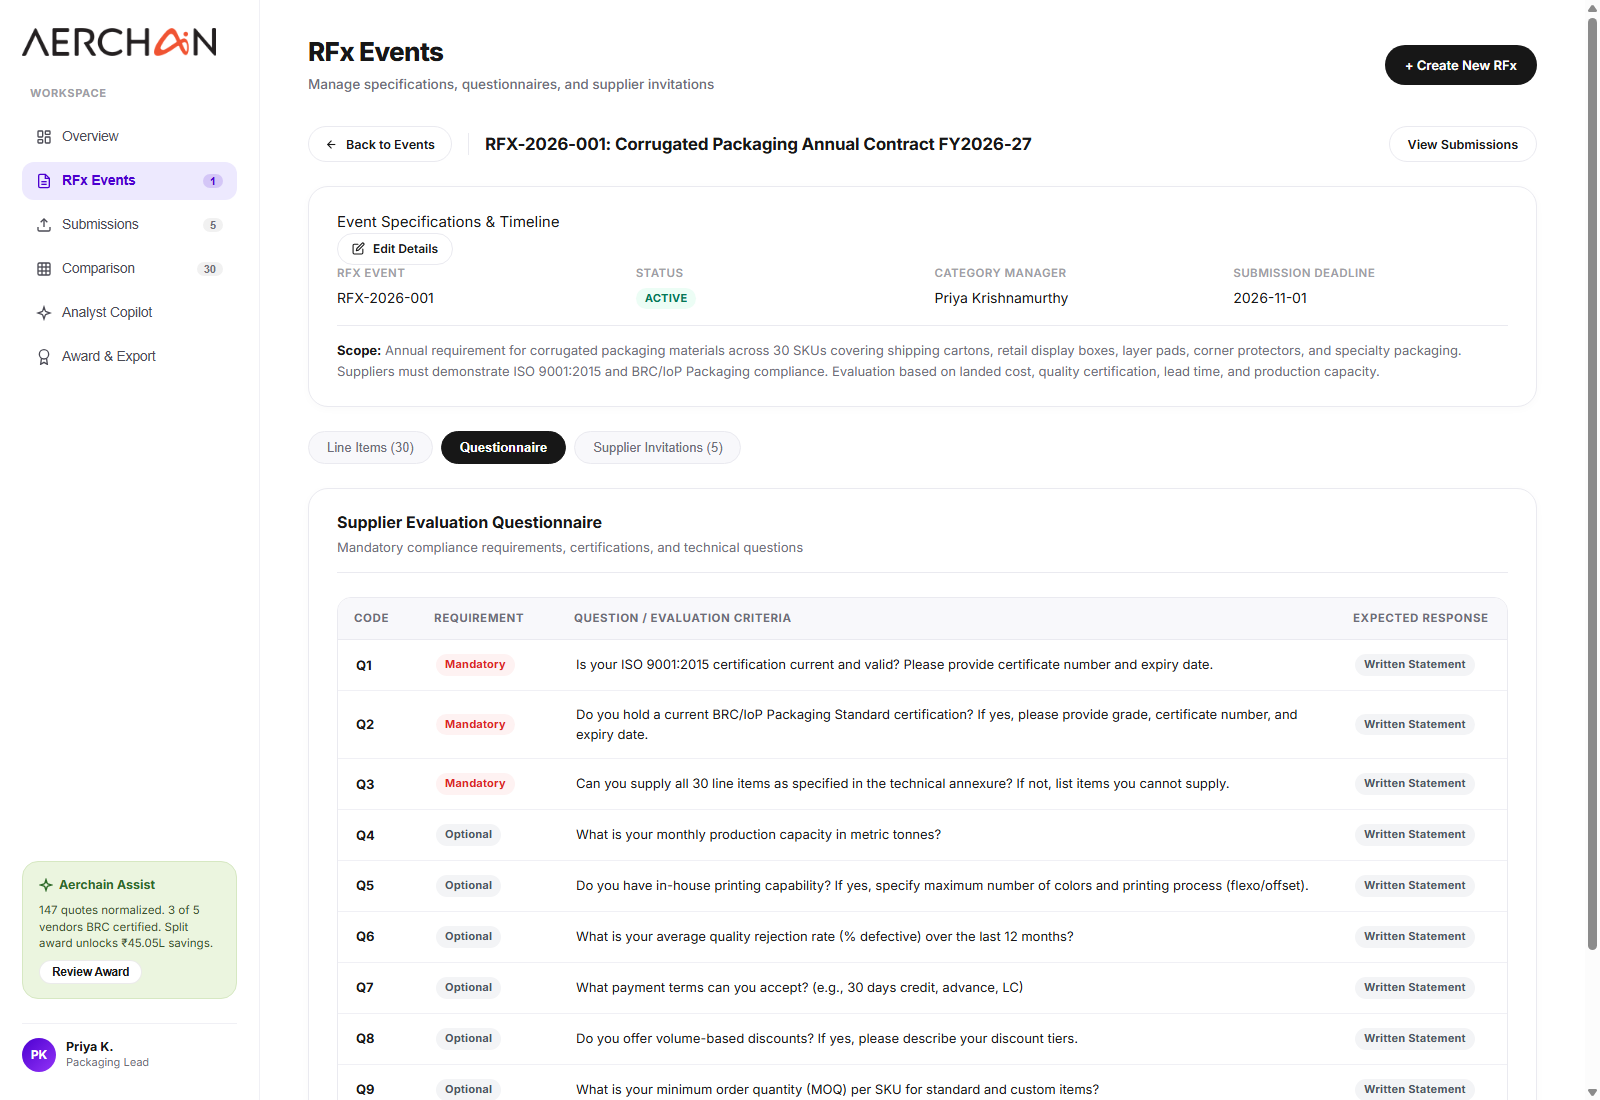 AERCHAIN
WORKSPACE
Overview
RFx Events 1
Submissions 5
Comparison 30
Analyst Copilot
Award & Export
Aerchain Assist
147 quotes normalized. 3 of 5
vendors BRC certified. Split
award unlocks ₹45.05L savings.
Review Award
PK
Priya K.
Packaging Lead
RFx Events
Manage specifications, questionnaires, and supplier invitations
+ Create New RFx
← Back to Events
RFX-2026-001: Corrugated Packaging Annual Contract FY2026-27
View Submissions
Event Specifications & Timeline
Edit Details
RFX EVENT STATUS CATEGORY MANAGER SUBMISSION DEADLINE
RFX-2026-001 ACTIVE Priya Krishnamurthy 2026-11-01
Scope: Annual requirement for corrugated packaging materials across 30 SKUs covering shipping cartons, retail display boxes, layer pads, corner protectors, and specialty packaging.
Suppliers must demonstrate ISO 9001:2015 and BRC/IoP Packaging compliance. Evaluation based on landed cost, quality certification, lead time, and production capacity.
Line Items (30) Questionnaire Supplier Invitations (5)
Supplier Evaluation Questionnaire
Mandatory compliance requirements, certifications, and technical questions
CODE REQUIREMENT QUESTION / EVALUATION CRITERIA EXPECTED RESPONSE
Q1 Mandatory Is your ISO 9001:2015 certification current and valid? Please provide certificate number and expiry date. Written Statement
Q2 Mandatory Do you hold a current BRC/IoP Packaging Standard certification? If yes, please provide grade, certificate number, and
expiry date. Written Statement
Q3 Mandatory Can you supply all 30 line items as specified in the technical annexure? If not, list items you cannot supply. Written Statement
Q4 Optional What is your monthly production capacity in metric tonnes? Written Statement
Q5 Optional Do you have in-house printing capability? If yes, specify maximum number of colors and printing process (flexo/offset). Written Statement
Q6 Optional What is your average quality rejection rate (% defective) over the last 12 months? Written Statement
Q7 Optional What payment terms can you accept? (e.g., 30 days credit, advance, LC) Written Statement
Q8 Optional Do you offer volume-based discounts? If yes, please describe your discount tiers. Written Statement
Q9 Optional What is your minimum order quantity (MOQ) per SKU for standard and custom items? Written Statement